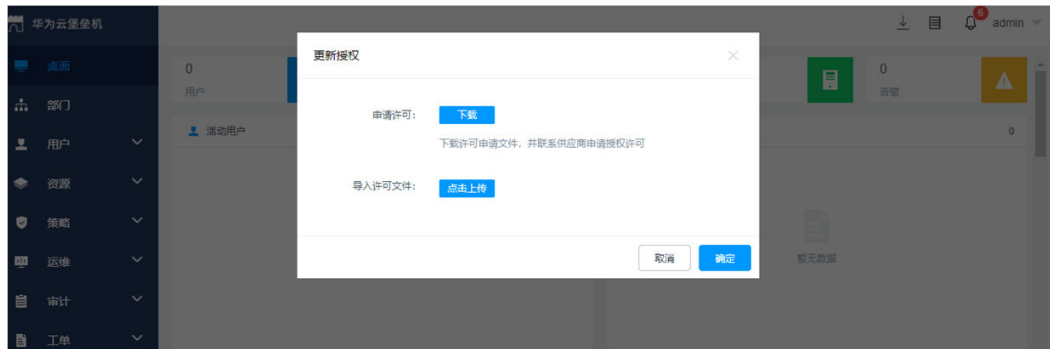 华为云堡垒机
6
admin
桌面
部门
用户
资源
策略
运维
审计
工单
0
用户
0
告警
活动用户
0
暂无数据
更新授权
申请许可：
下载
下载许可申请文件，并联系供应商申请授权许可
导入许可文件：
点击上传
取消
确定